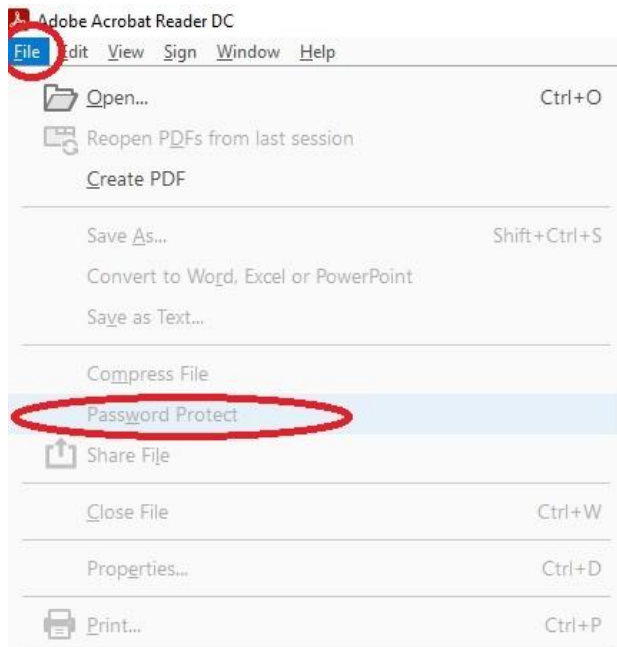 Adobe Acrobat Reader DC
File Edit View Sign Window Help
Open... Ctrl+O
Reopen PDFs from last session
Create PDF
Save As... Shift+Ctrl+S
Convert to Word, Excel or PowerPoint
Save as Text...
Compress File
Password Protect
Share File
Close File Ctrl+W
Properties... Ctrl+D
Print... Ctrl+P